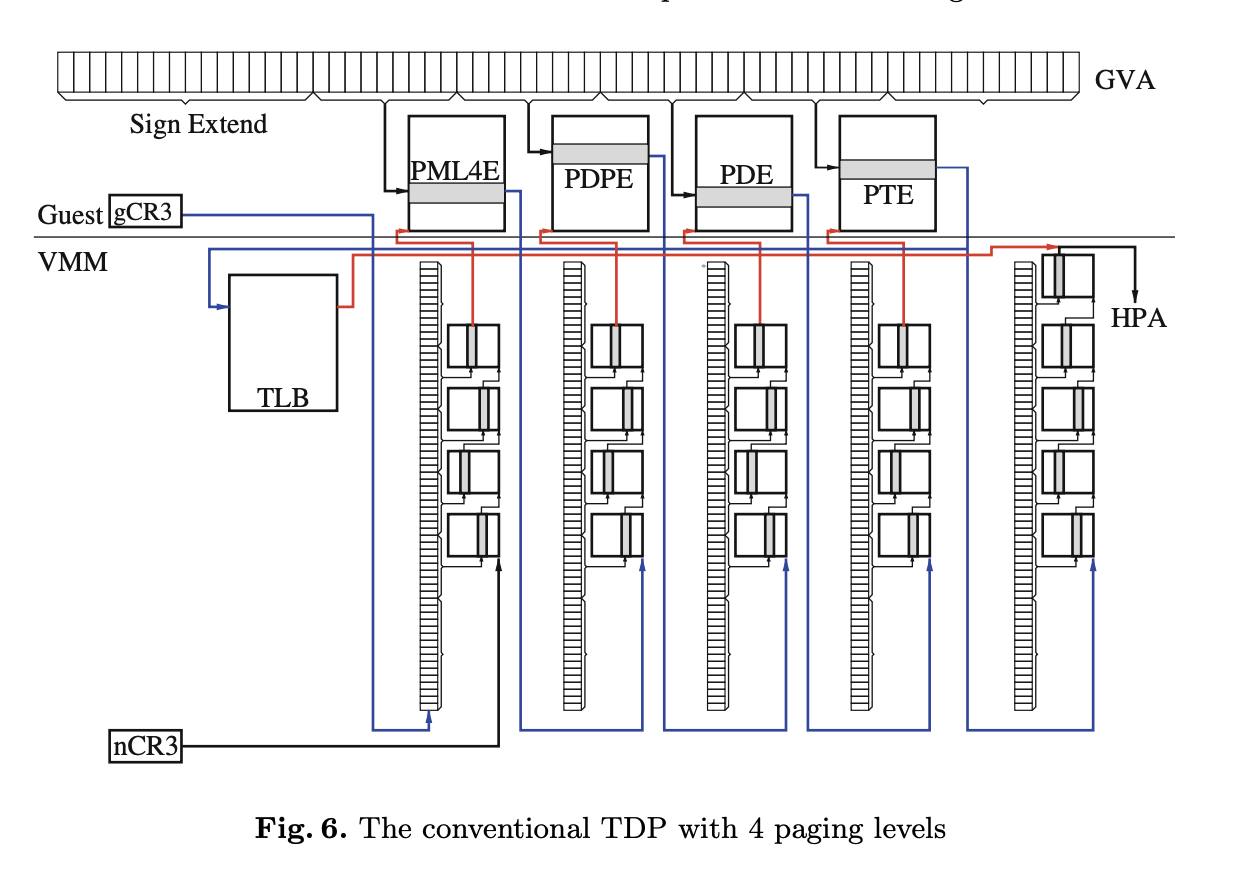 GVA
Sign Extend
PML4E
PDPE
PDE
PTE
Guest gCR3
VMM
HPA
TLB
nCR3
Fig. 6. The conventional TDP with 4 paging levels